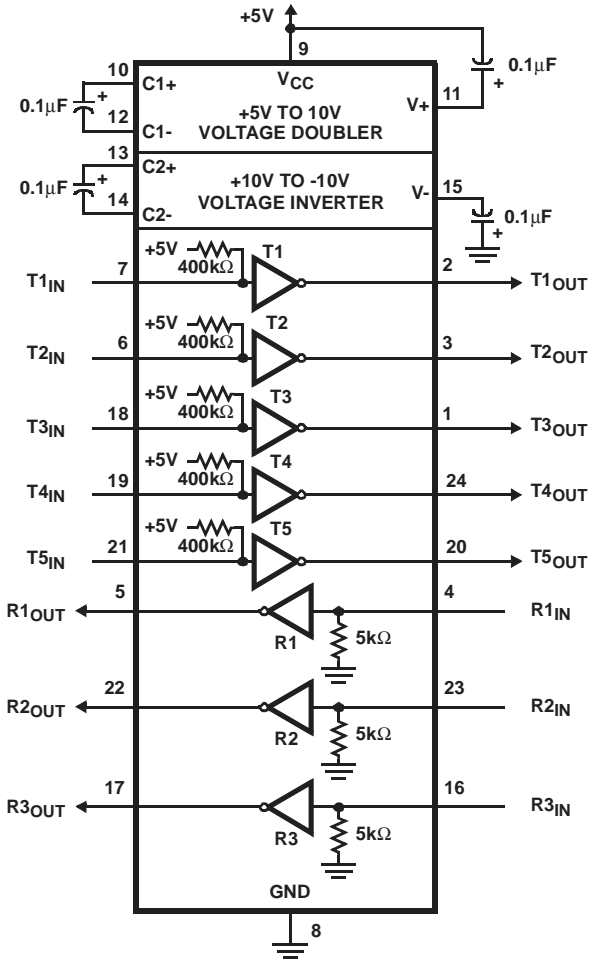 +5V
9
10
C1+
VCC
0.1μF
+
0.1μF
+
12
C1-
+5V TO 10V
VOLTAGE DOUBLER
V+
11
13
C2+
0.1μF
+
14
C2-
+10V TO -10V
VOLTAGE INVERTER
V-
15
0.1μF
+
+5V
400kΩ
T1
T1IN
7
2
T1OUT
+5V
400kΩ
T2
T2IN
6
3
T2OUT
+5V
400kΩ
T3
T3IN
18
1
T3OUT
+5V
400kΩ
T4
T4IN
19
24
T4OUT
+5V
400kΩ
T5
T5IN
21
20
T5OUT
R1OUT
5
4
R1IN
R1
5kΩ
R2OUT
22
23
R2IN
R2
5kΩ
R3OUT
17
16
R3IN
R3
5kΩ
GND
8